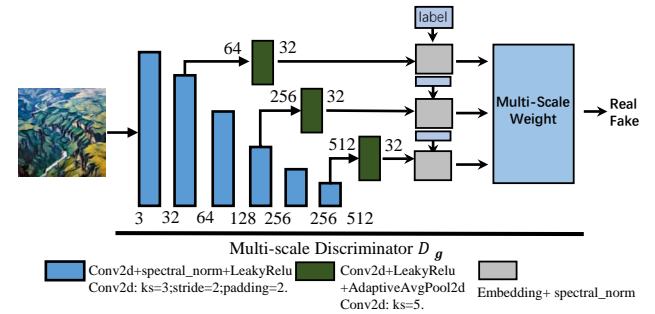 label
64
32
256
32
512
32
Multi-Scale
Weight
Real
Fake
3 32 64 128 256 256 512
Multi-scale Discriminator D g
Conv2d+spectral_norm+LeakyRelu
Conv2d: ks=3;stride=2;padding=2.
Conv2d+LeakyRelu
+AdaptiveAvgPool2d
Conv2d: ks=5.
Embedding+ spectral_norm